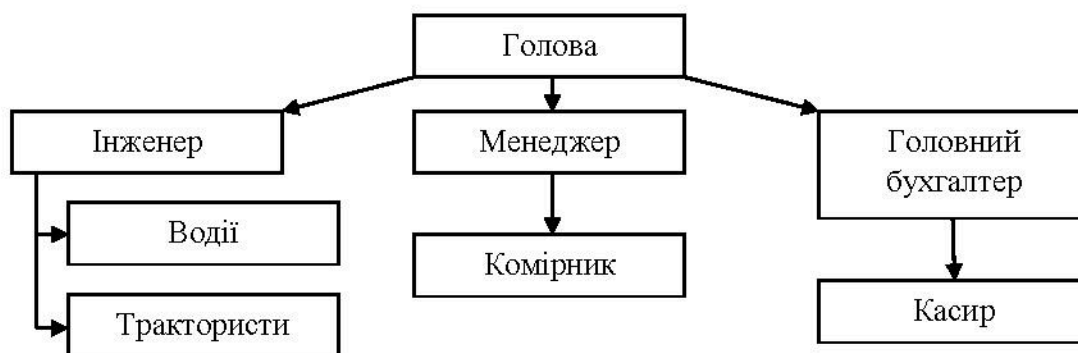 Голова
Інженер
Менеджер
Головний
бухгалтер
Водії
Комірник
Трактористи
Касир